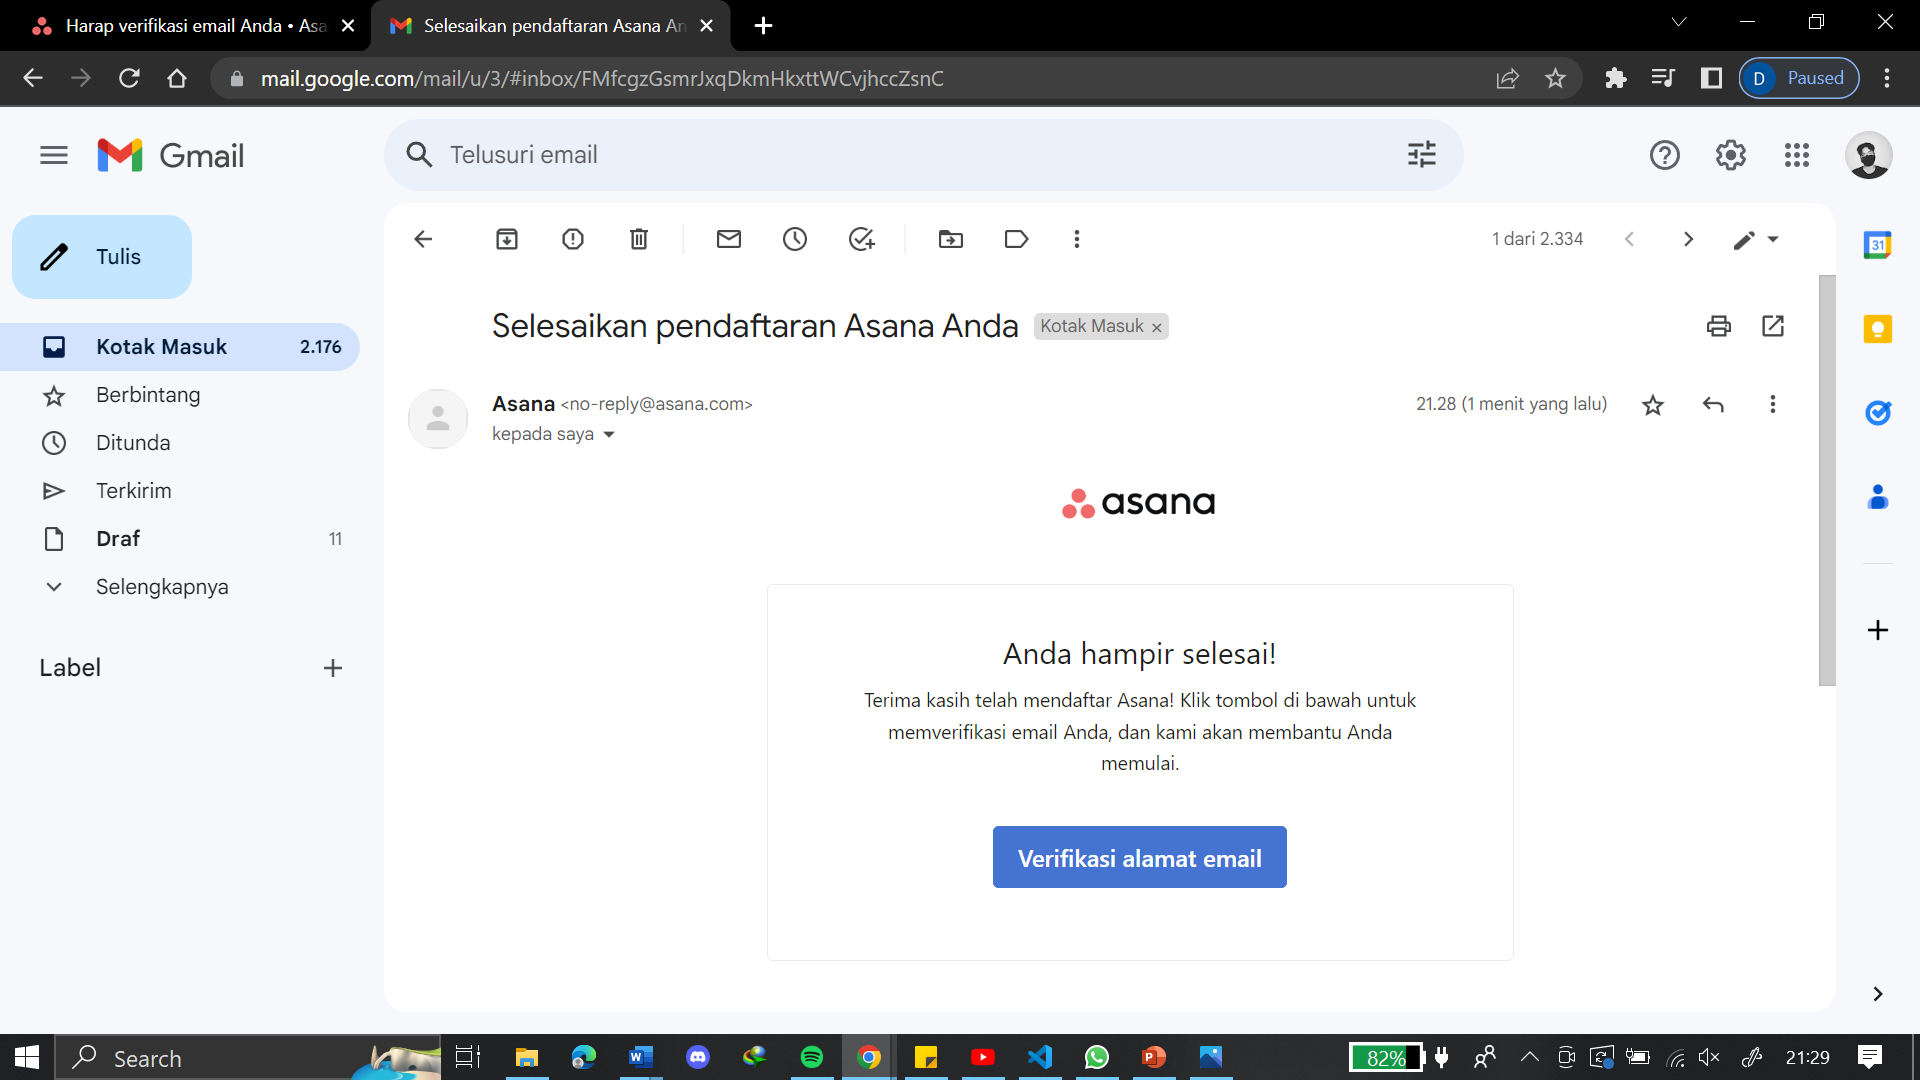 Harap verifikasi email Anda • Asa
Selesaikan pendaftaran Asana An
mail.google.com/mail/u/3/#inbox/FMfcgzGsmrJxqDkmHkxttWCvjhccZsnC
D Paused
Gmail
Telusuri email
Tulis
1 dari 2.334
31
Kotak Masuk 2.176
Berbintang
Ditunda
Terkirim
Draf 11
Selengkapnya
Label
Selesaikan pendaftaran Asana Anda Kotak Masuk ×
Asana <no-reply@asana.com> 21.28 (1 menit yang lalu)
kepada saya
asana
Anda hampir selesai!
Terima kasih telah mendaftar Asana! Klik tombol di bawah untuk
memverifikasi email Anda, dan kami akan membantu Anda
memulai.
Verifikasi alamat email
Search
82%
21:29